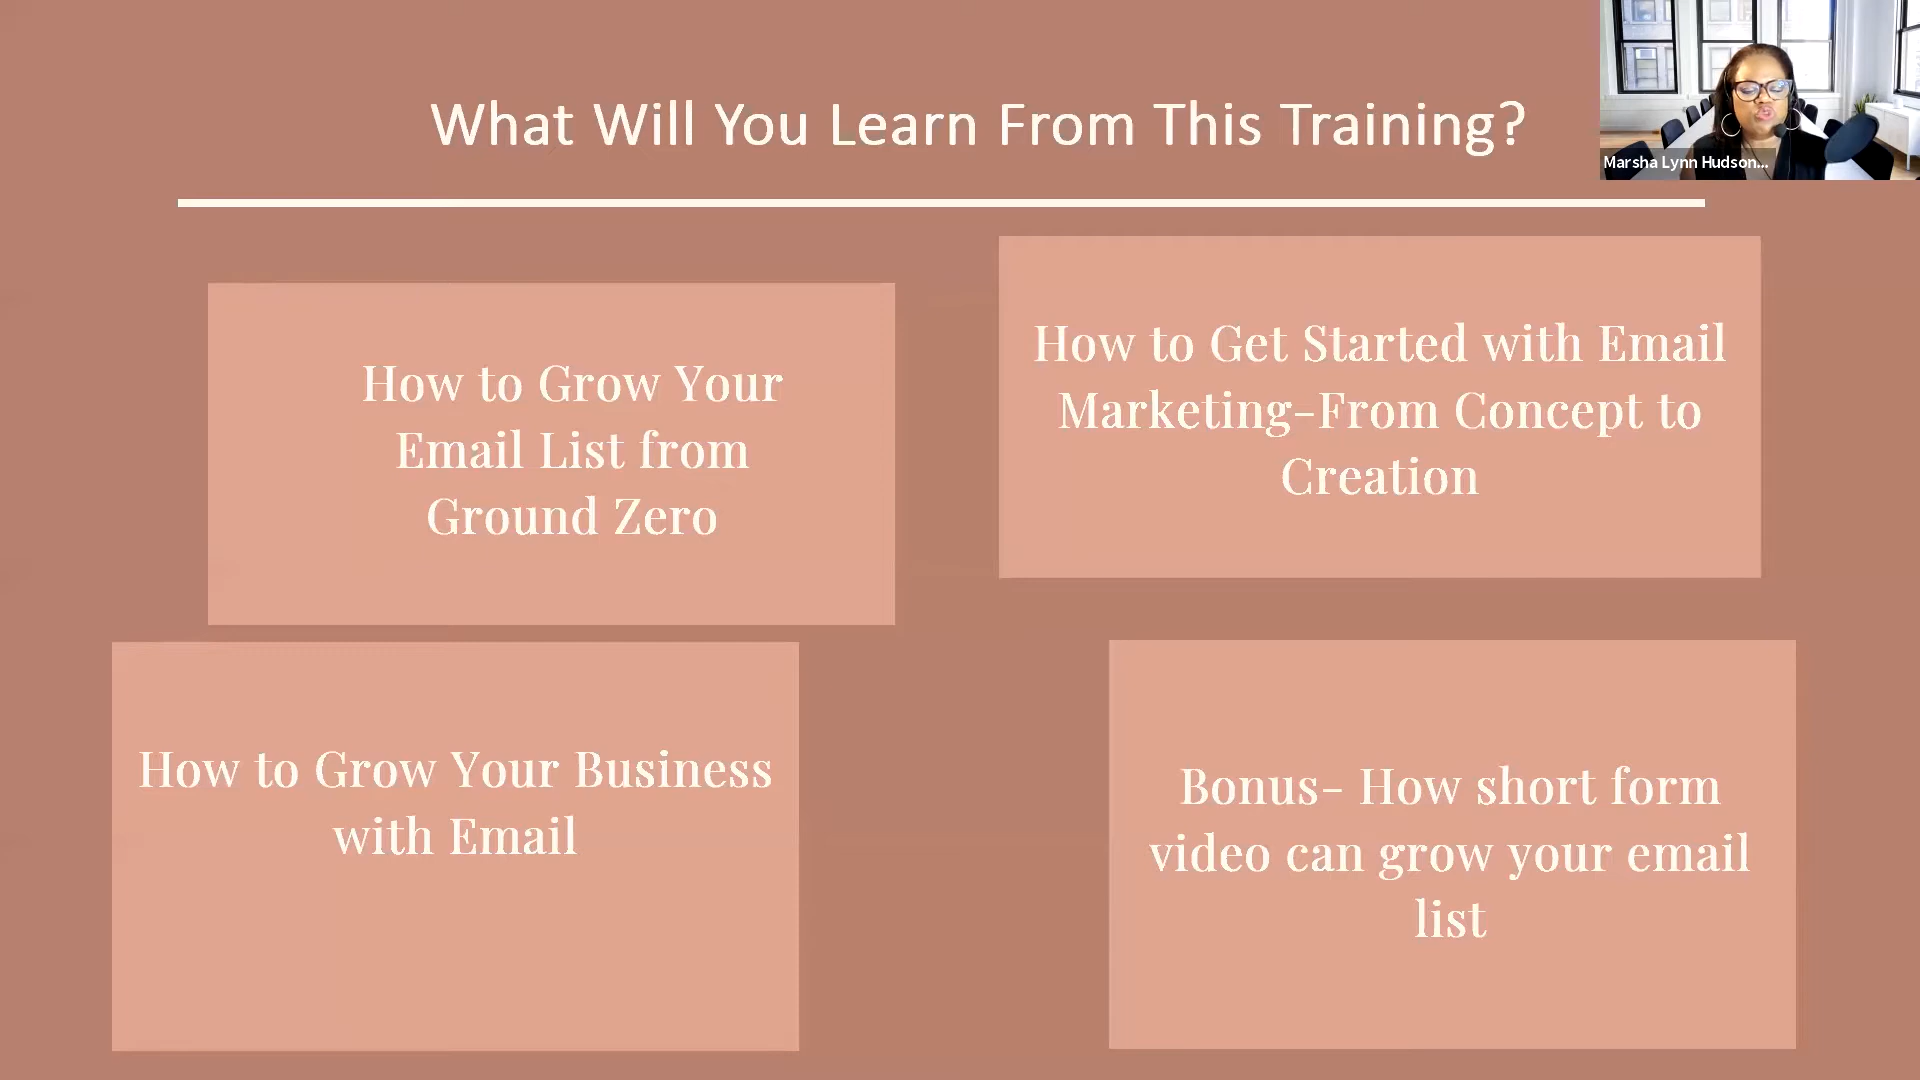 What Will You Learn From This Training?
Marsha Lynn Hudson...
How to Grow Your
Email List from
Ground Zero
How to Get Started with Email
Marketing-From Concept to
Creation
How to Grow Your Business
with Email
Bonus- How short form
video can grow your email
list